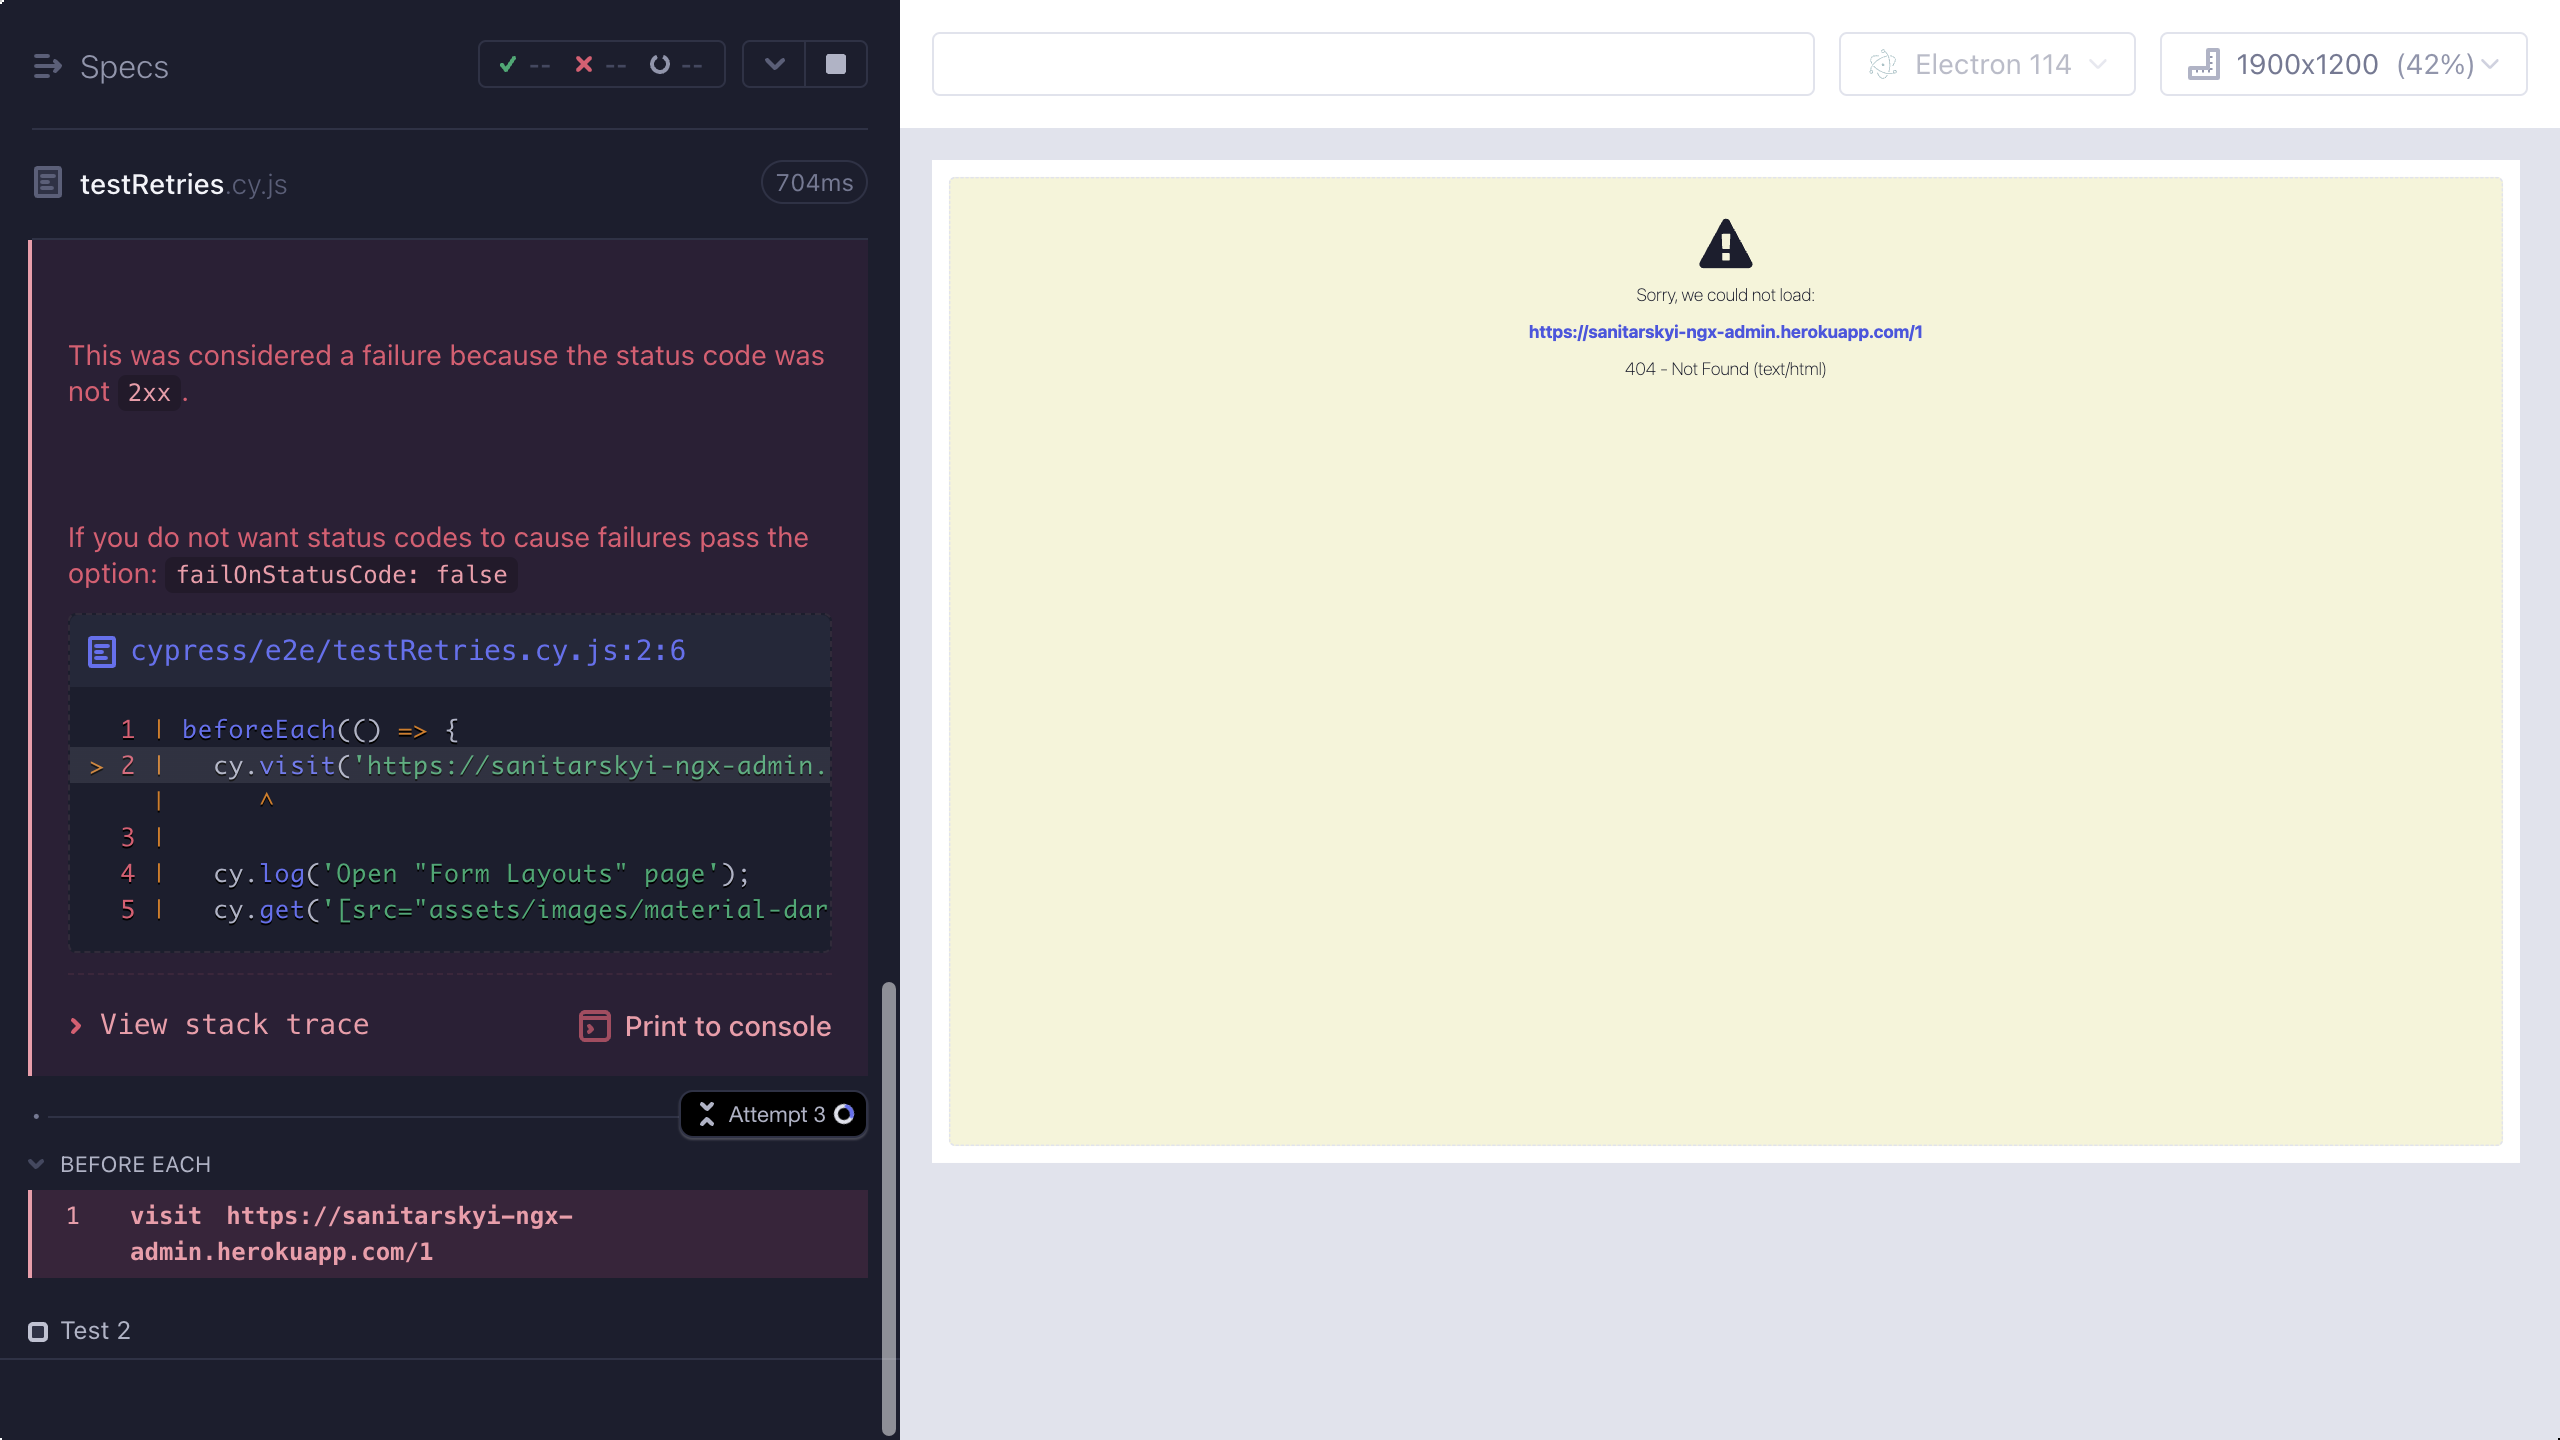 Specs
-- -- --
testRetries.cy.js
704ms
This was considered a failure because the status code was
not 2xx.
If you do not want status codes to cause failures pass the
option: failOnStatusCode: false
cypress/e2e/testRetries.cy.js:2:6
1 | beforeEach(() => {
> 2 | cy.visit('https://sanitarskyi-ngx-admin.
| ^
3 |
4 | cy.log('Open "Form Layouts" page');
5 | cy.get('[src="assets/images/material-dar
View stack trace
Print to console
Attempt 3
BEFORE EACH
1 visit https://sanitarskyi-ngx-
admin.herokuapp.com/1
Test 2
Electron 114
1900x1200 (42%)
Sorry, we could not load:
https://sanitarskyi-ngx-admin.herokuapp.com/1
404 - Not Found (text/html)